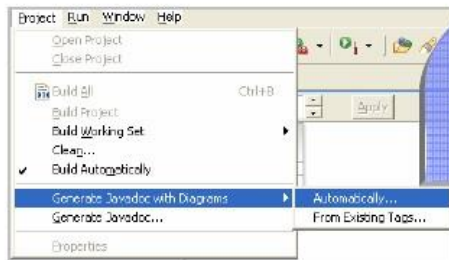 Project Run Window Help
Open Project
Close Project
Build All Ctrl+B
Build Project
Build Working Set
Clean...
Build Automatically
Generate Javadoc with Diagrams
Generate Javadoc...
Properties
Apply
Automatically...
From Existing Tags...